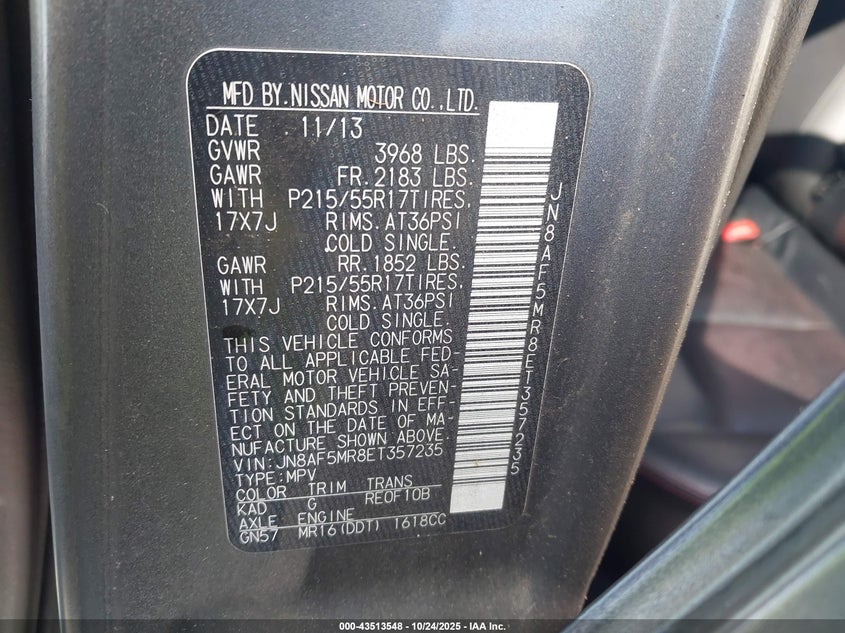 MFD BY.NISSAN MOTOR CO.,LTD.
DATE 11/13
GVWR 3968 LBS.
GAWR FR.2183 LBS.
WITH P215/55R17TIRES.
17X7J RIMS.AT36PSI
COLD SINGLE.
GAWR RR.1852 LBS.
WITH P215/55R17TIRES.
17X7J RIMS.AT36PSI
COLD SINGLE.
THIS VEHICLE CONFORMS
TO ALL APPLICABLE FED-
ERAL MOTOR VEHICLE SA-
FETY AND THEFT PREVEN-
TION STANDARDS IN EFF-
ECT ON THE DATE OF MA-
NUFACTURE SHOWN ABOVE.
VIN:JN8AF5MR8ET357235
TYPE:MPV
COLOR TRIM TRANS
KAD G RE0F10B
AXLE ENGINE
GN57 MR16(DDT) 1618CC
JN8AF5MR8ET357235
000-43513548 - 10/24/2025 - IAA Inc.